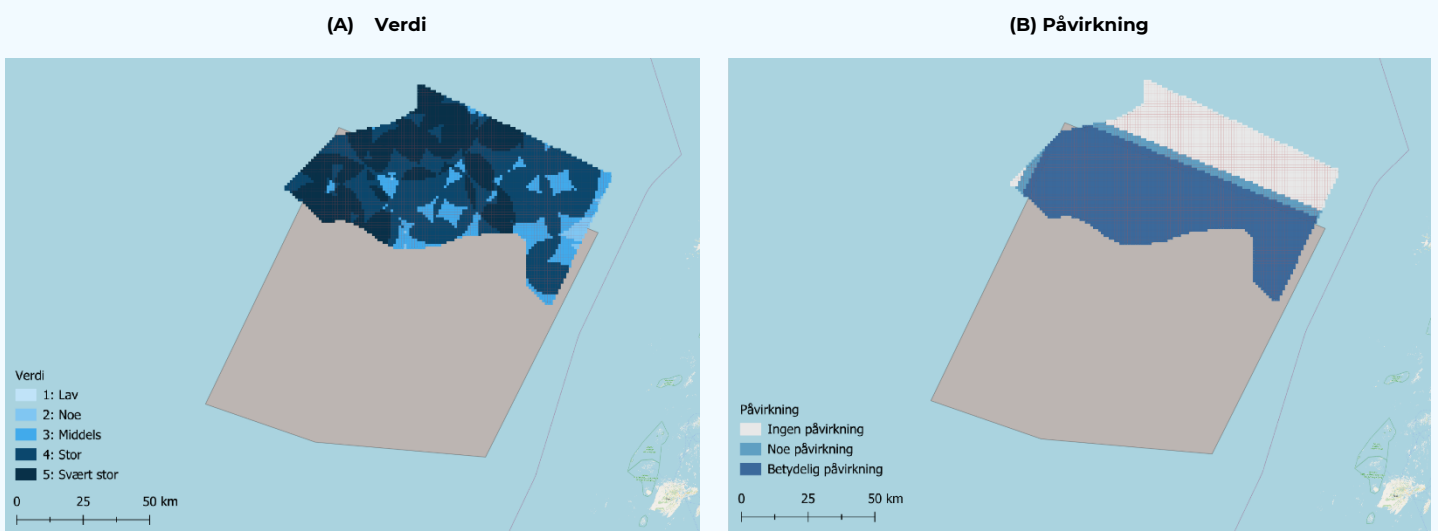 (A) Verdi
(B) Påvirkning
Verdi
1: Lav
2: Noe
3: Middels
4: Stor
5: Svært stor
0 25 50 km
Påvirkning
Ingen påvirkning
Noe påvirkning
Betydelig påvirkning
0 25 50 km